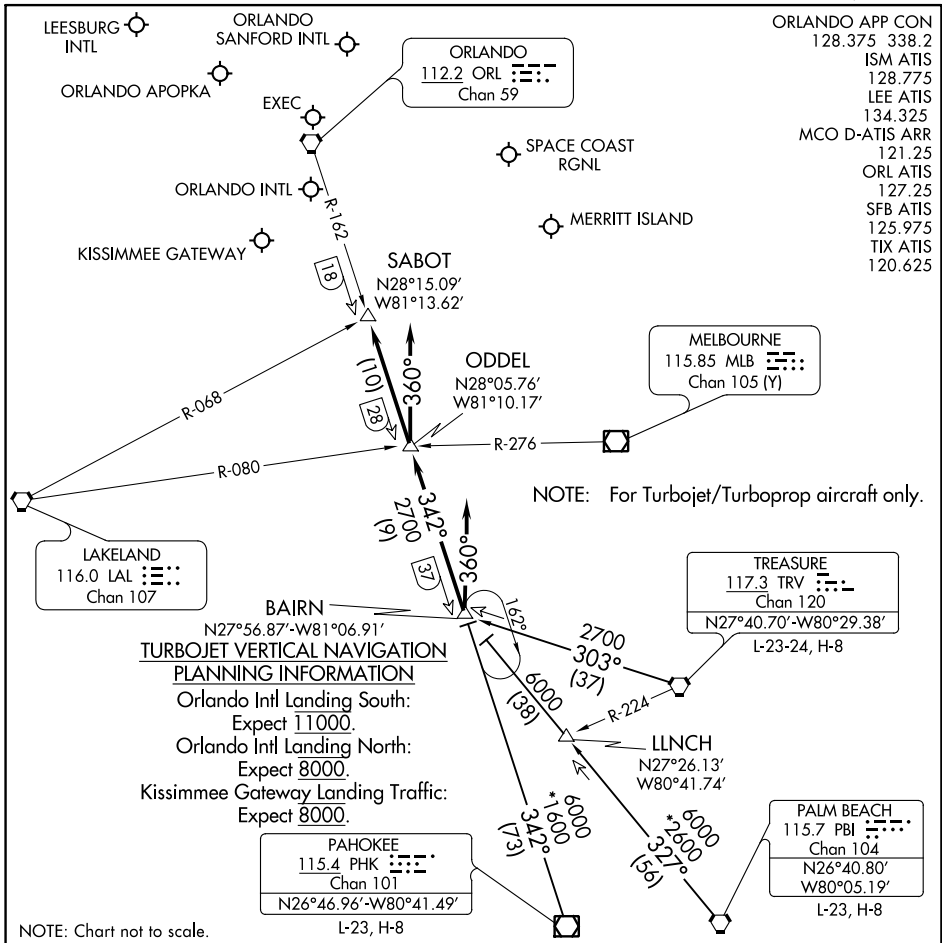 LEESBURG
INTL
ORLANDO
SANFORD INTL
ORLANDO APOPKA
ORLANDO
112.2 ORL
Chan 59
ORLANDO APP CON
128.375 338.2
ISM ATIS
128.775
LEE ATIS
134.325
MCO D-ATIS ARR
121.25
ORL ATIS
127.25
SFB ATIS
125.975
TIX ATIS
120.625
EXEC
SPACE COAST
RGNL
ORLANDO INTL
R-162
MERRITT ISLAND
KISSIMMEE GATEWAY
18
SABOT
N28°15.09'
W81°13.62'
(10)
360°
ODDEL
N28°05.76'
W81°10.17'
MELBOURNE
115.85 MLB
Chan 105 (Y)
R-068
28
R-276
R-080
NOTE: For Turbojet/Turboprop aircraft only.
342°
2700
(9)
LAKELAND
116.0 LAL
Chan 107
37
360°
TREASURE
117.3 TRV
Chan 120
N27°40.70'-W80°29.38'
L-23-24, H-8
BAIRN
N27°56.87'-W81°06.91'
162°
2700
303°
(37)
TURBOJET VERTICAL NAVIGATION
PLANNING INFORMATION
Orlando Intl Landing South:
Expect 11000.
Orlando Intl Landing North:
Expect 8000.
Kissimmee Gateway Landing Traffic:
Expect 8000.
6000
(38)
R-224
LLNCH
N27°26.13'
W80°41.74'
6000
*1600
342°
(73)
6000
*2600
327°
(56)
PALM BEACH
115.7 PBI
Chan 104
N26°40.80'
W80°05.19'
L-23, H-8
PAHOKEE
115.4 PHK
Chan 101
N26°46.96'-W80°41.49'
L-23, H-8
NOTE: Chart not to scale.